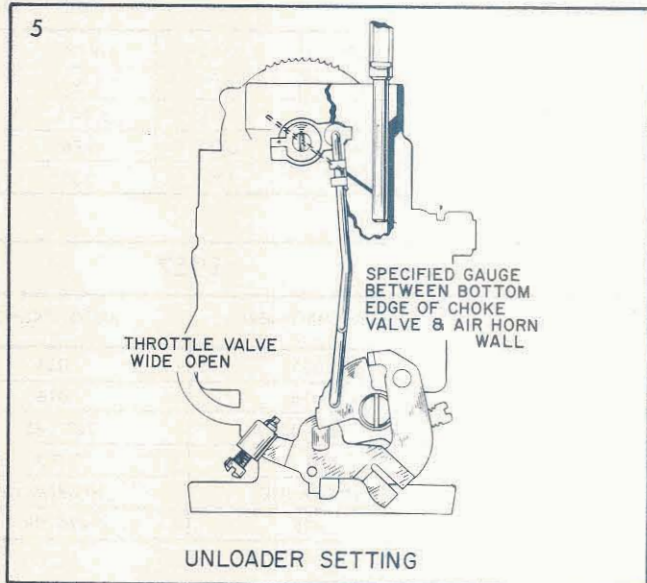 5
SPECIFIED GAUGE
BETWEEN BOTTOM
EDGE OF CHOKE
VALVE & AIR HORN
WALL
THROTTLE VALVE
WIDE OPEN
UNLOADER SETTING